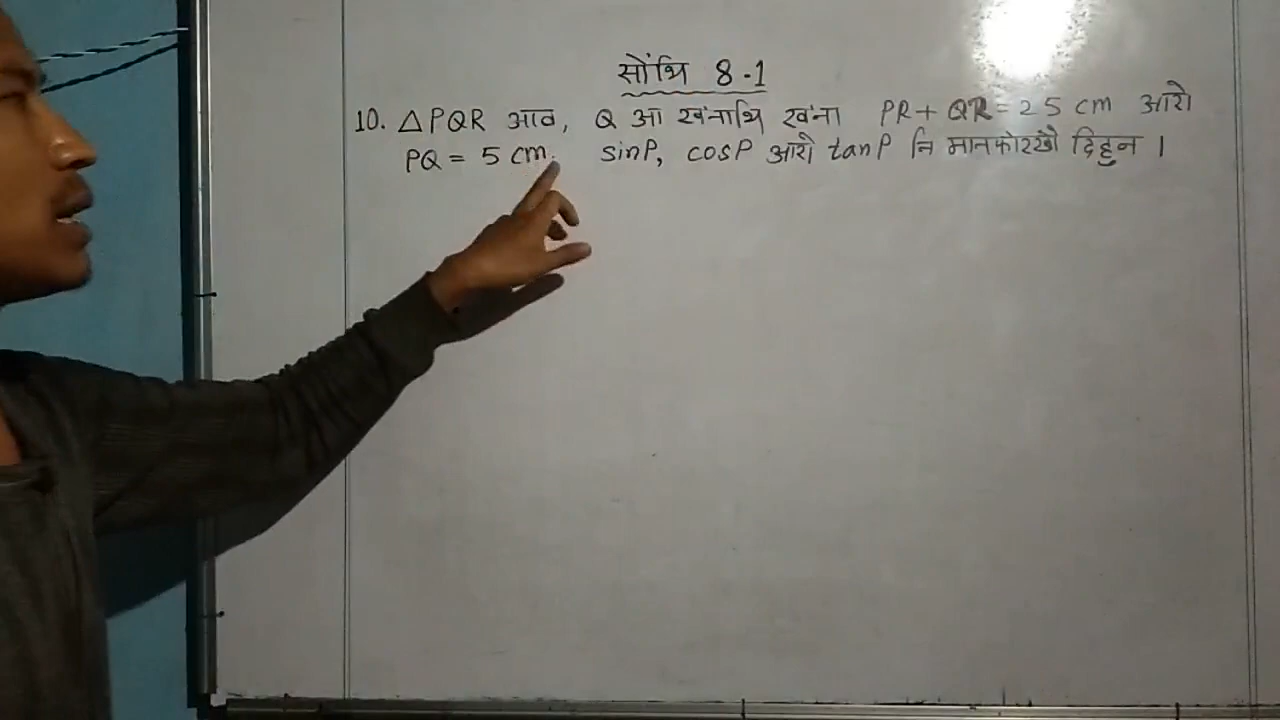 सोंथि 8.1
10. △PQR आव, Q आ खंनाथि खंना PR + QR = 25 cm आरो
PQ = 5 cm. sinP, cosP आरो tanP नि मानफोरखौ दिहुन ।